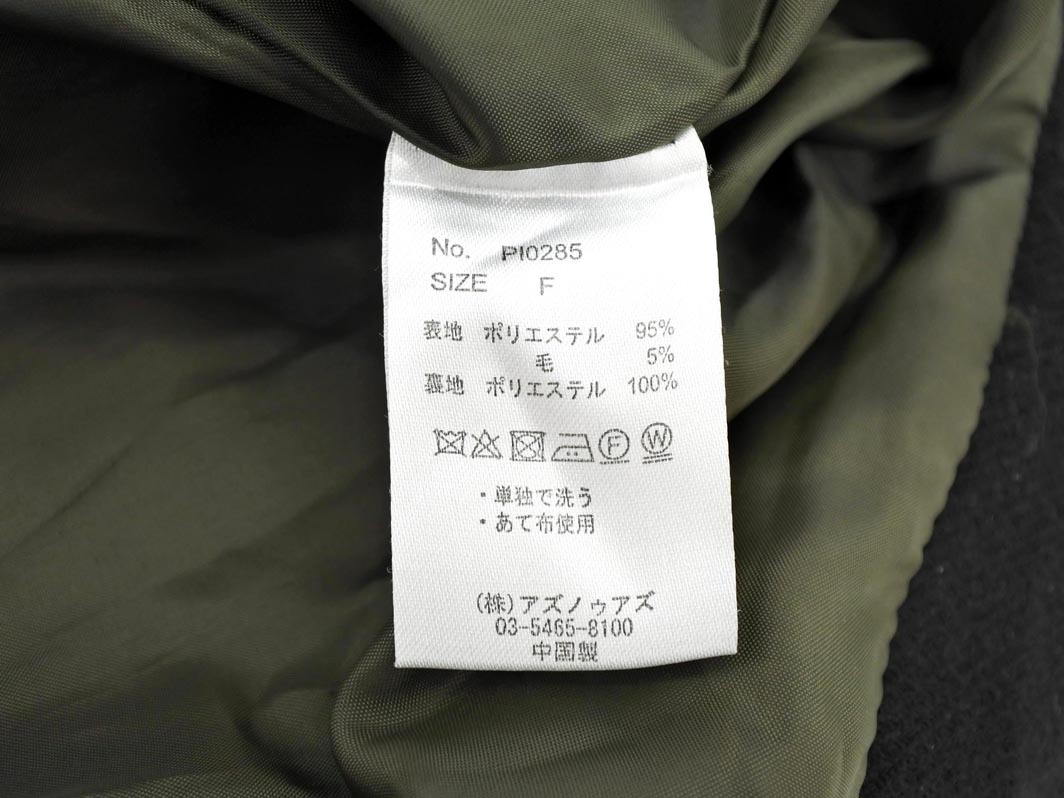 No. PI0285
SIZE F
表地 ポリエステル 95%
毛 5%
裏地 ポリエステル 100%
F W
・単独で洗う
・あて布使用
(株)アズノゥアズ
03-5465-8100
中国製